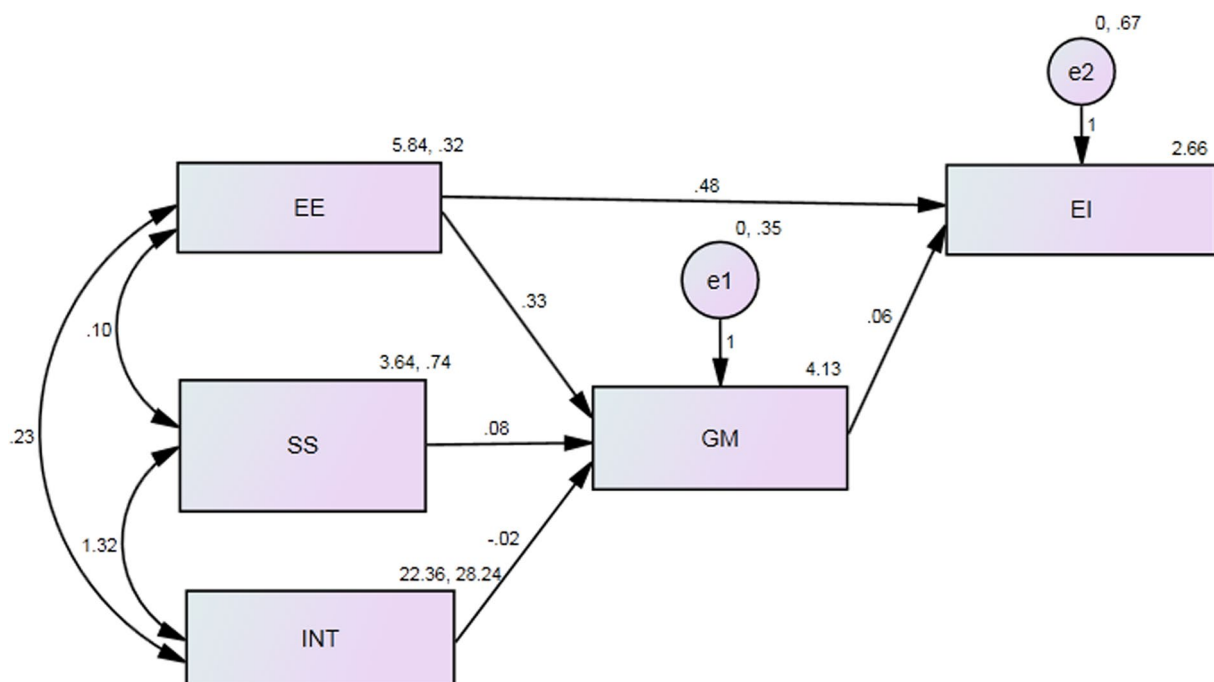 0, .67
e2
1
5.84, .32
2.66
EE
.48
EI
0, .35
e1
.33
.06
.10
1
3.64, .74
4.13
.23
SS
.08
GM
1.32
-.02
22.36, 28.24
INT